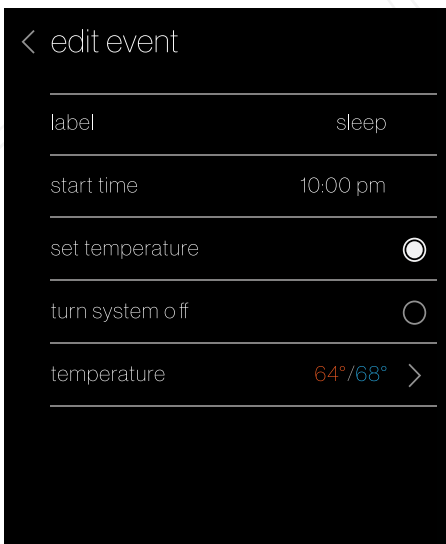 edit event
label sleep
start time 10:00 pm
set temperature
turn system off
temperature 64°/68°